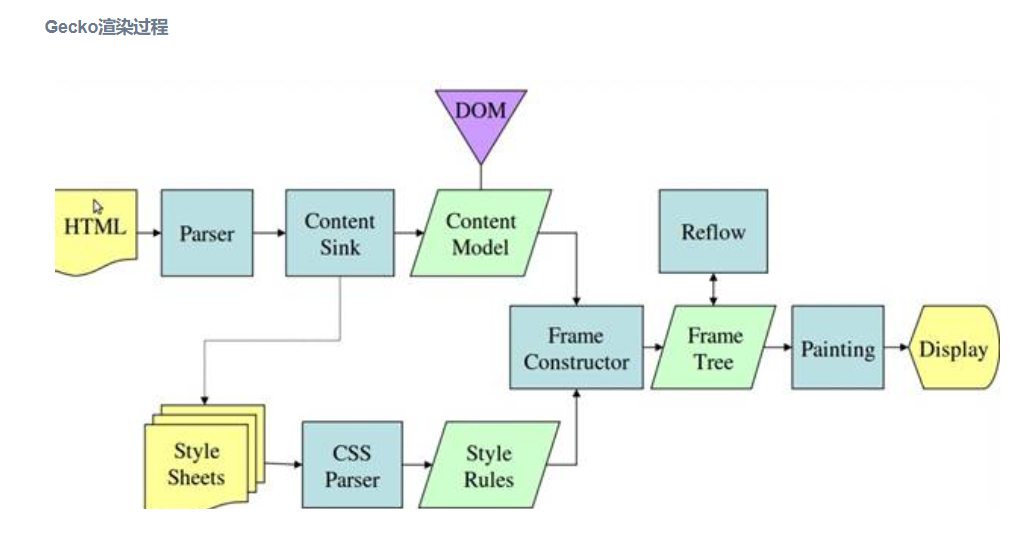 Gecko渲染过程
DOM
HTML
Parser
Content
Sink
Content
Model
Reflow
Frame
Constructor
Frame
Tree
Painting
Display
Style
Sheets
CSS
Parser
Style
Rules